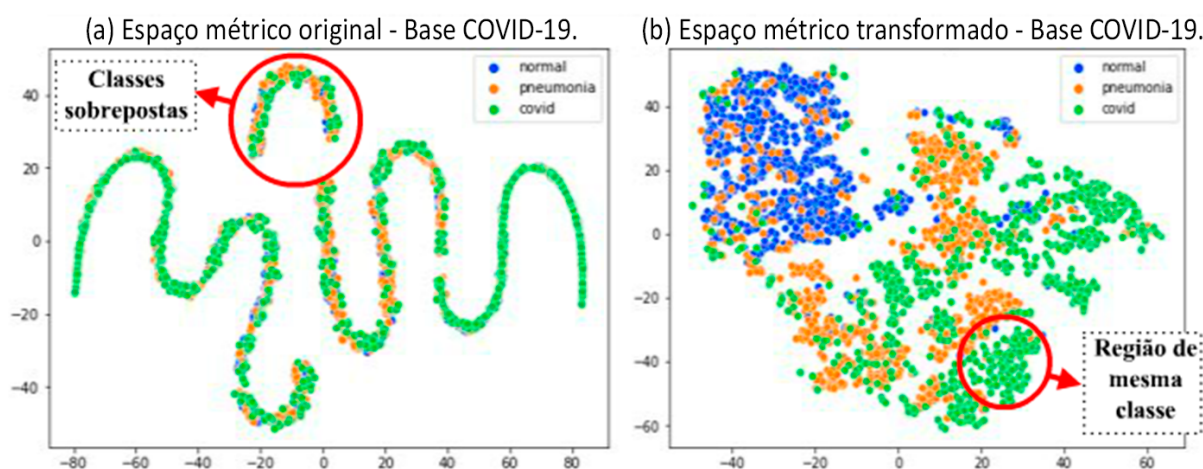 (a) Espaço métrico original - Base COVID-19.
Classes
sobrepostas
normal
pneumonia
covid
40
20
0
−20
−40
−80
−60
−40
−20
0
20
40
60
80
(b) Espaço métrico transformado - Base COVID-19.
normal
pneumonia
covid
Região de
mesma
classe
40
20
0
−20
−40
−60
−40
−20
0
20
40
60